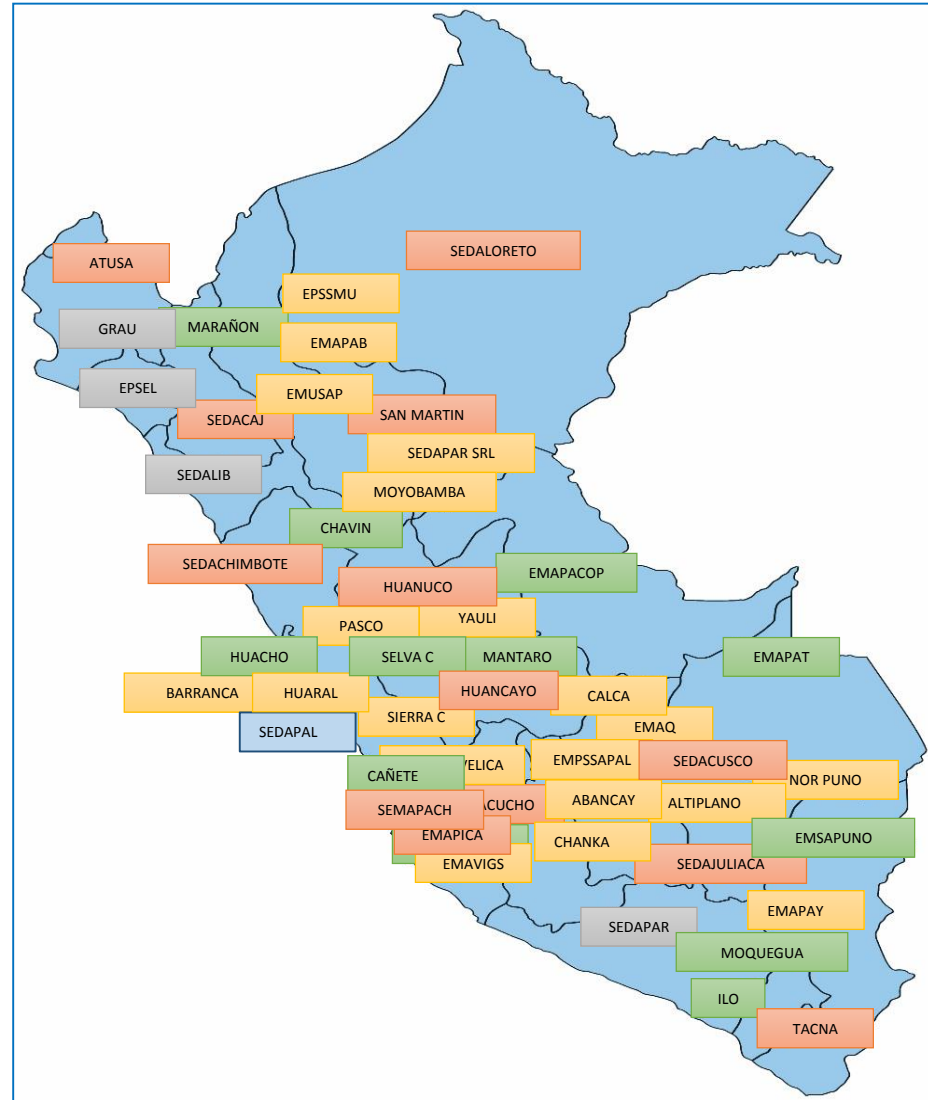 SEDALORETO
ATUSA
EPSSMU
GRAU
MARAÑON
EMAPAB
EPSEL
EMUSAP
SEDACAJ
SAN MARTIN
SEDAPAR SRL
SEDALIB
MOYOBAMBA
CHAVIN
SEDACHIMBOTE
HUANUCO
EMAPACOP
PASCO
YAULI
HUACHO
SELVA C
MANTARO
EMAPAT
BARRANCA
HUARAL
HUANCAYO
CALCA
SIERRA C
EMAQ
SEDAPAL
VELICA
EMPSSAPAL
SEDACUSCO
CAÑETE
NOR PUNO
SEMAPACH
ACUCHO
ABANCAY
ALTIPLANO
EMAPICA
CHANKA
EMSAPUNO
EMAVIGS
SEDAJULIACA
EMAPAY
SEDAPAR
MOQUEGUA
ILO
TACNA